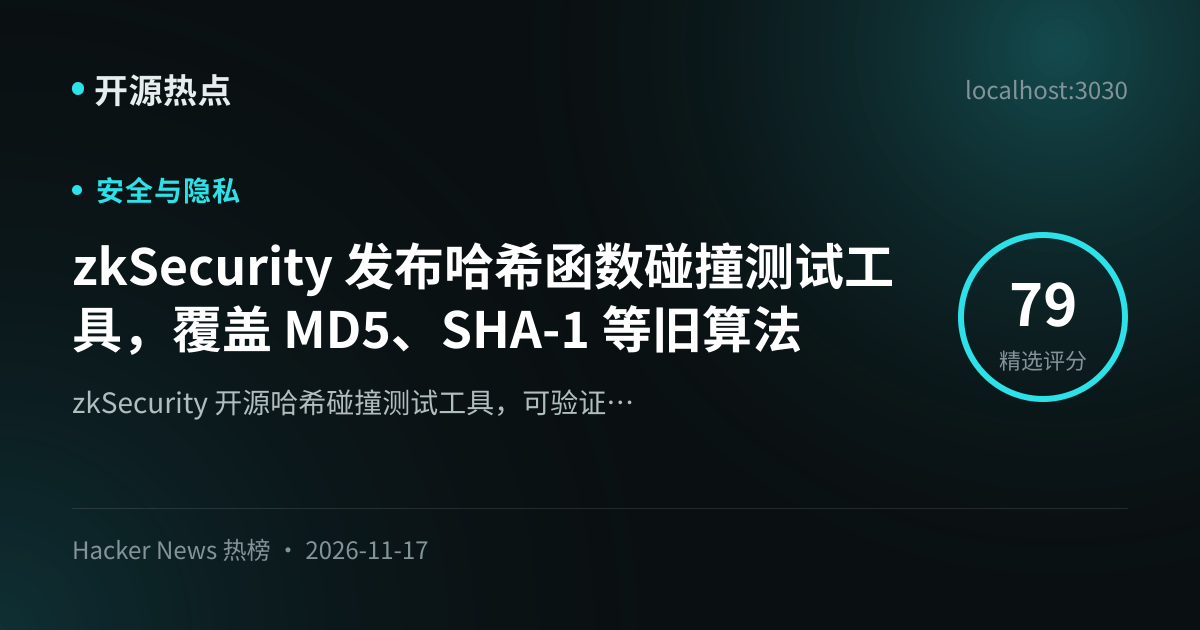 开源热点
localhost:3030
安全与隐私
zkSecurity 发布哈希函数碰撞测试工
具，覆盖 MD5、SHA-1 等旧算法
79
精选评分
zkSecurity 开源哈希碰撞测试工具，可验证…
Hacker News 热榜 · 2026-11-17